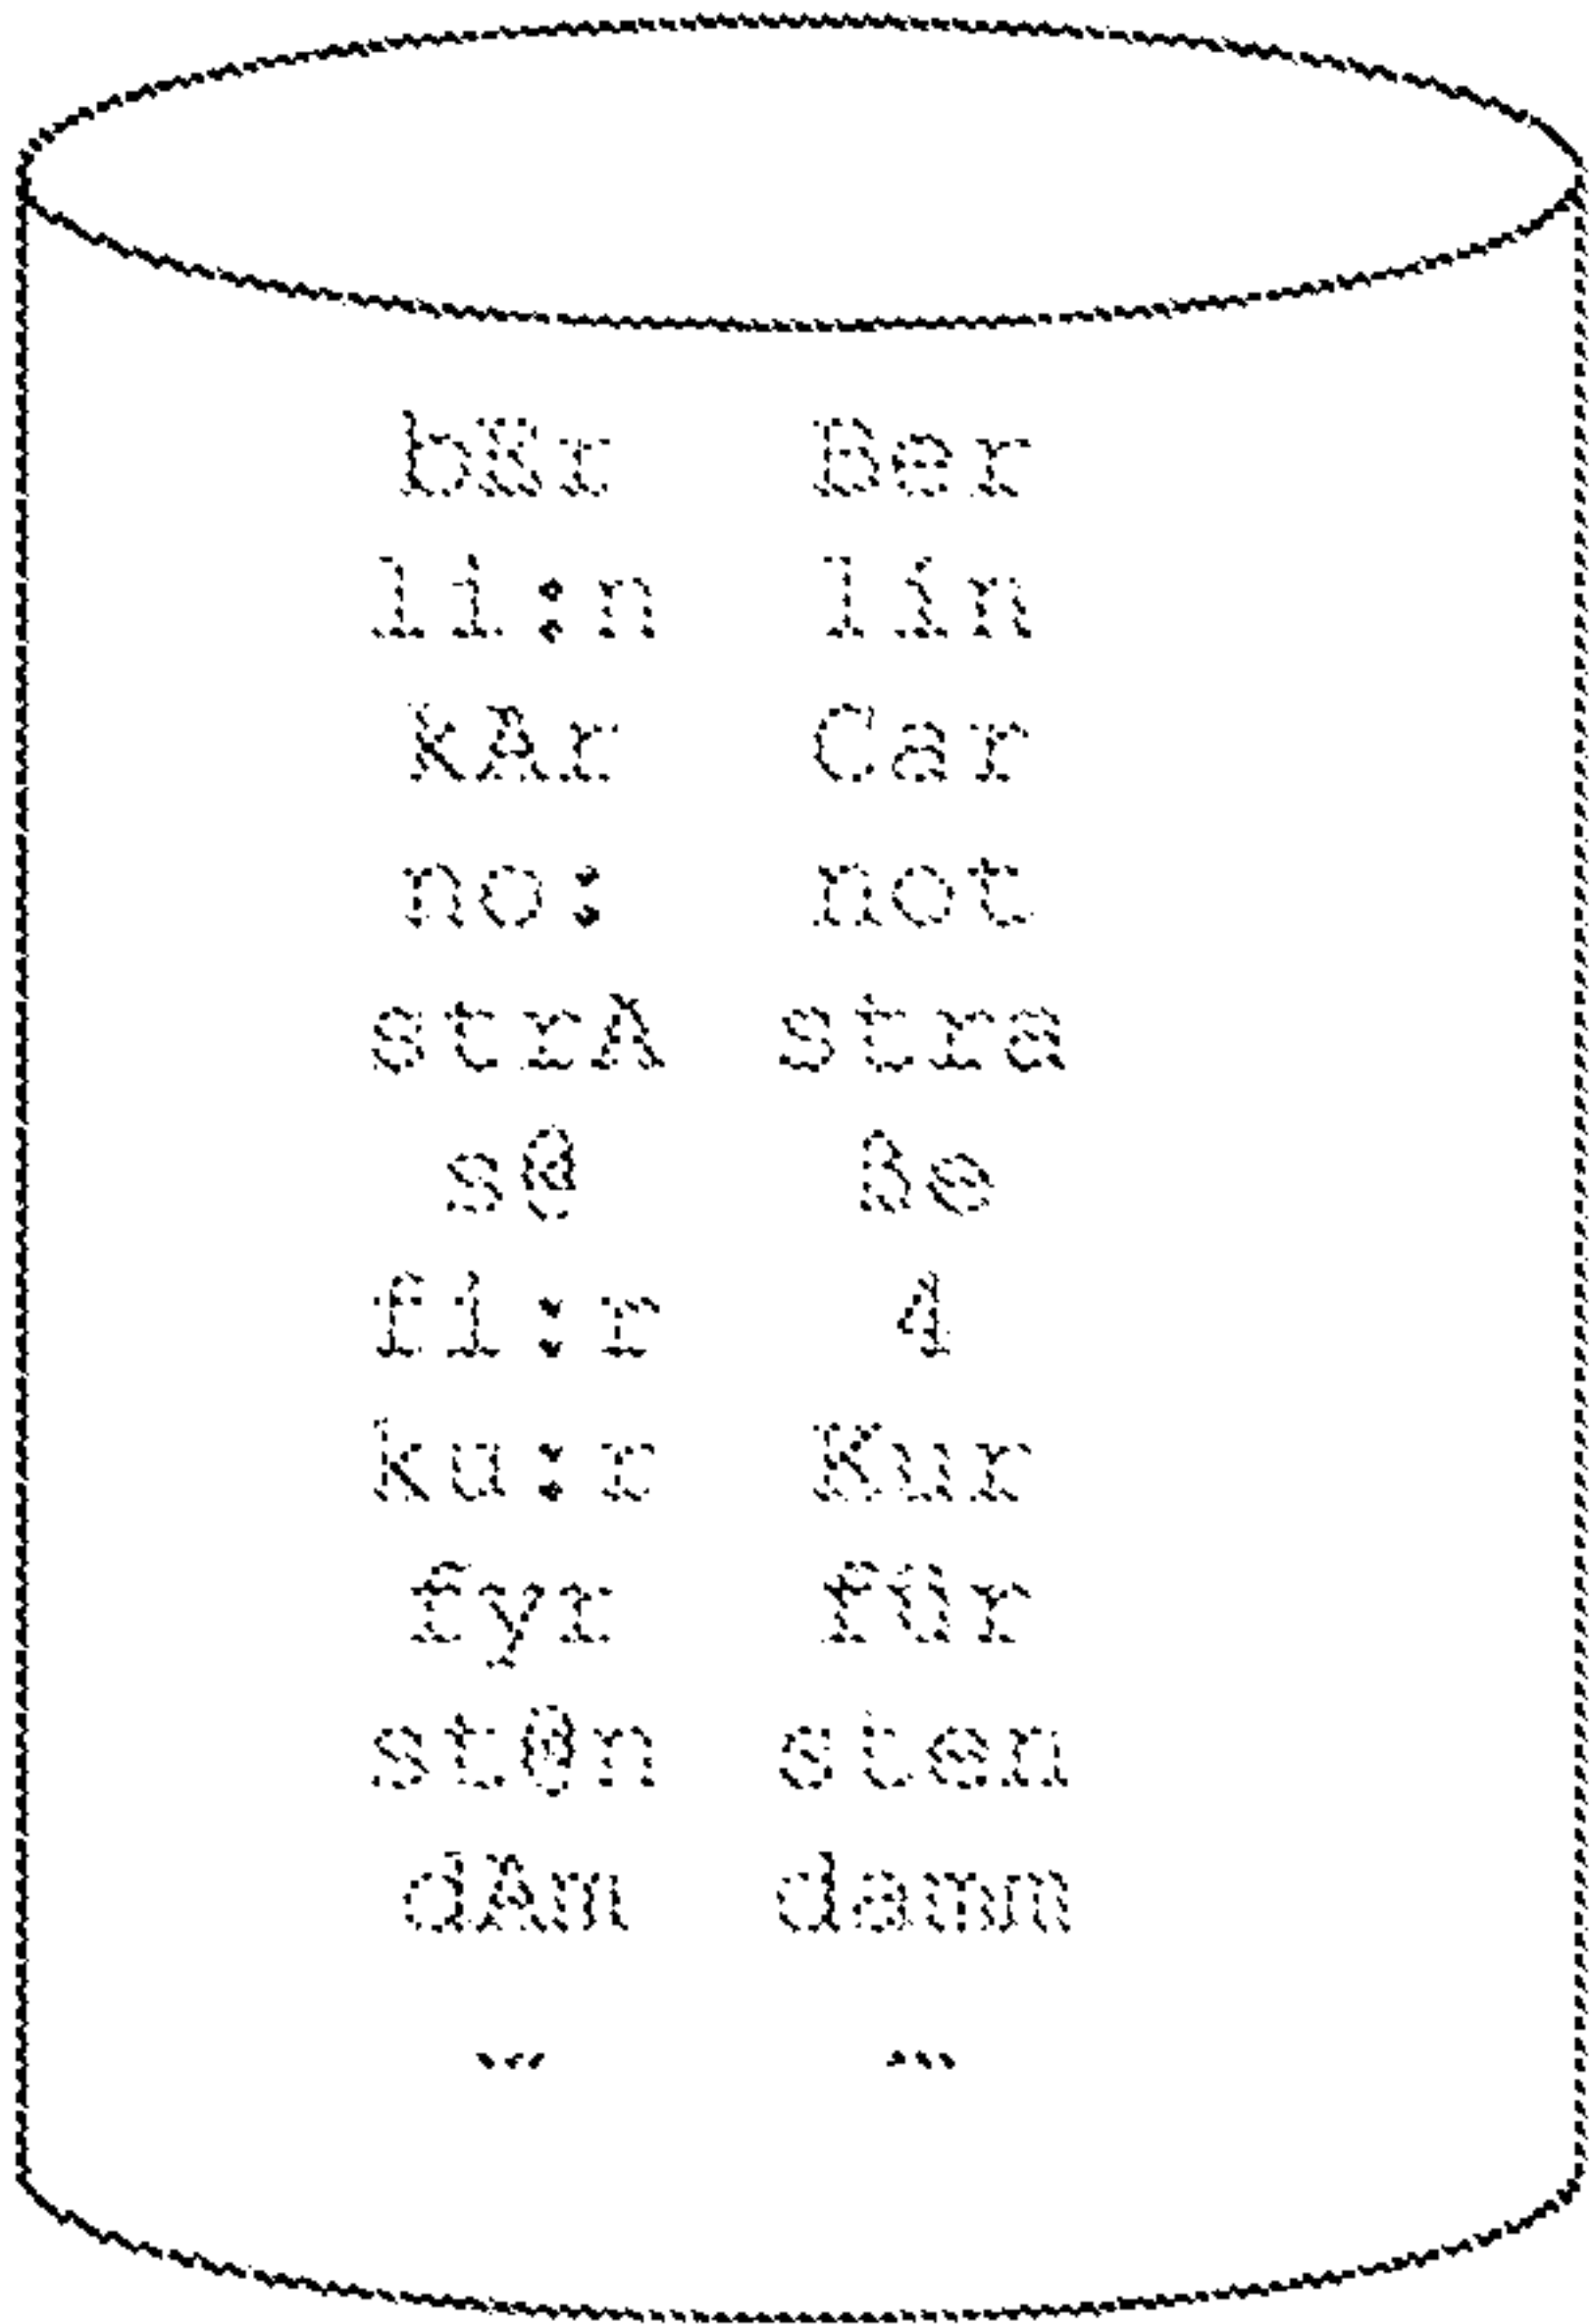 bEr Ber
li:n lin
kAr Car
no: not
strA stra
s@ ße
fi:r 4
ku:r Kur
fyr für
st@n sten
dAm damm
... ...